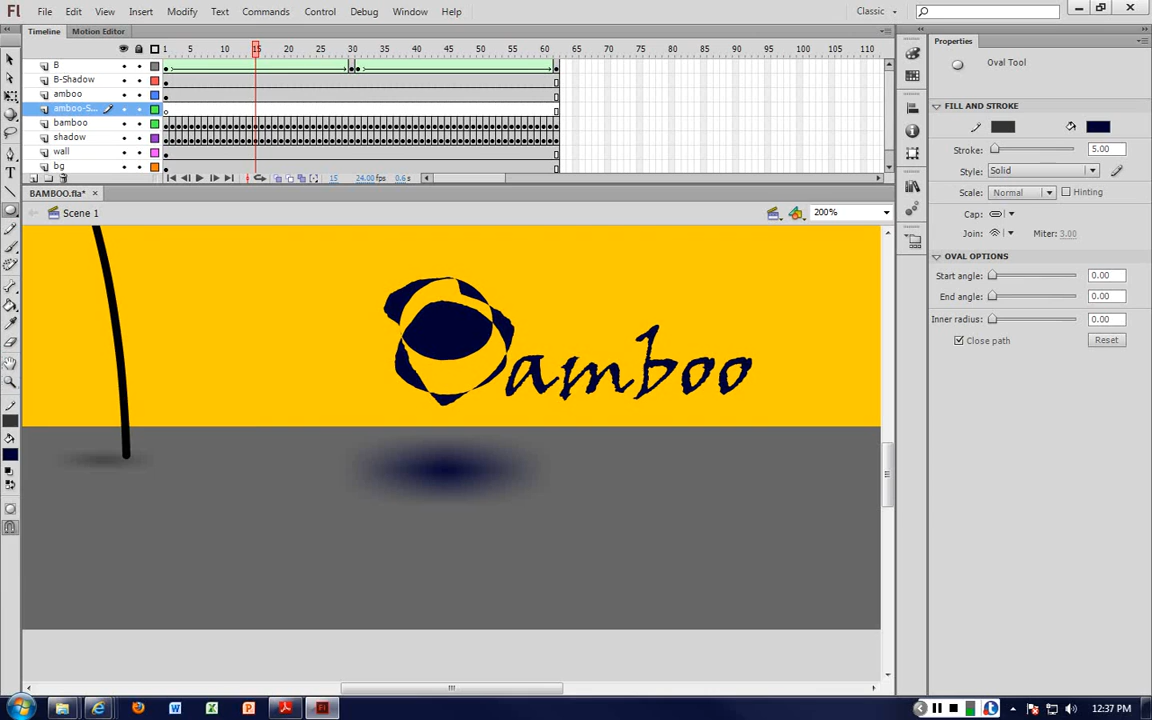 Fl File Edit View Insert Modify Text Commands Control Debug Window Help Classic
Timeline Motion Editor
1 5 10 15 20 25 30 35 40 45 50 55 60 65 70 75 80 85 90 95 100 105 110
B
B-Shadow
amboo
amboo-S...
bamboo
shadow
wall
bg
15 24.00 fps 0.6 s
BAMBOO.fla*
Scene 1
200%
amboo
Properties
Oval Tool
FILL AND STROKE
Stroke: 5.00
Style: Solid
Scale: Normal Hinting
Cap:
Join: Miter: 3.00
OVAL OPTIONS
Start angle: 0.00
End angle: 0.00
Inner radius: 0.00
Close path Reset
12:37 PM